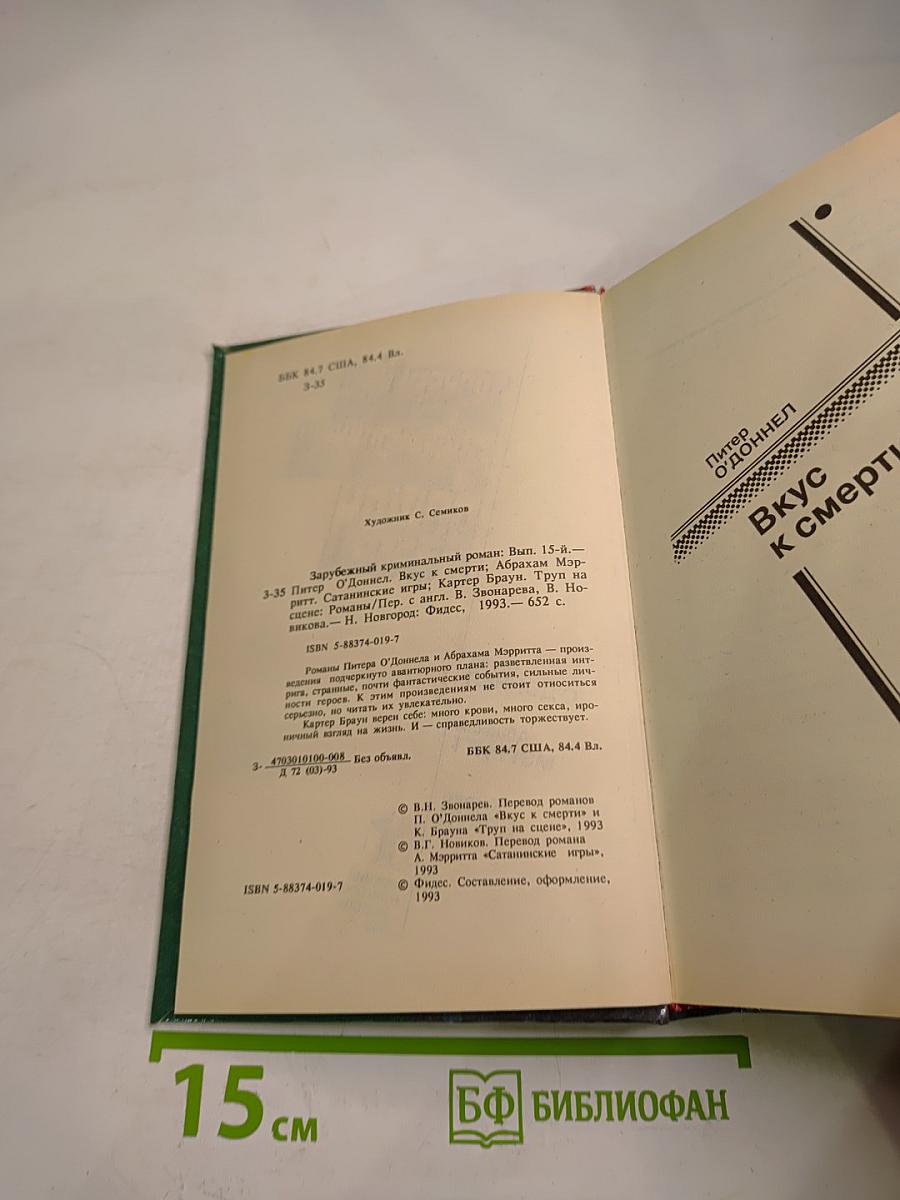 ББК 84.7 США, 84.4 Вл.
З-35
Художник С. Семиков
Зарубежный криминальный роман: Вып. 15-й.—
З-35 Питер О'Доннел. Вкус к смерти; Абрахам Мэр-
ритт. Сатанинские игры; Картер Браун. Труп на
сцене: Романы/Пер. с англ. В. Звонарева, В. Но-
викова.— Н. Новгород: Фидес, 1993.— 652 с.
ISBN 5-88374-019-7
Романы Питера О'Доннела и Абрахама Мэрритта — произ-
ведения подчеркнуто авантюрного плана: разветвленная инт-
рига, странные, почти фантастические события, сильные лич-
ности героев. К этим произведениям не стоит относиться
серьезно, но читать их увлекательно.
Картер Браун верен себе: много крови, много секса, иро-
ничный взгляд на жизнь. И — справедливость торжествует.
З- 4703010100-008 Без объявл.
Д 72 (03)-93
ББК 84.7 США, 84.4 Вл.
© В.Н. Звонарев. Перевод романов
П. О'Доннела «Вкус к смерти» и
К. Брауна «Труп на сцене», 1993
© В.Г. Новиков. Перевод романа
А. Мэрритта «Сатанинские игры»,
1993
© Фидес. Составление, оформление,
1993
ISBN 5-88374-019-7
Питер
О'ДОННЕЛ
Вкус
к смерти
15 см
БФ БИБЛИОФАН